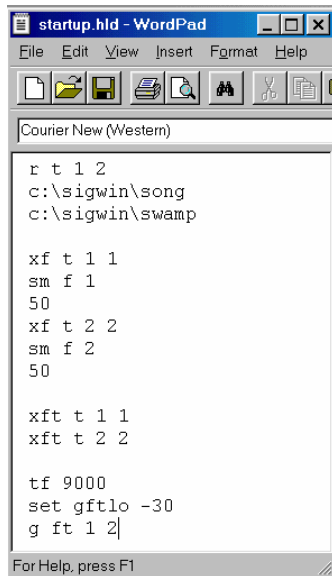 startup.hld - WordPad
File Edit View Insert Format Help
Courier New (Western)
r t 1 2
c:\sigwin\song
c:\sigwin\swamp
xf t 1 1
sm f 1
50
xf t 2 2
sm f 2
50
xft t 1 1
xft t 2 2
tf 9000
set gftlo -30
g ft 1 2
For Help, press F1